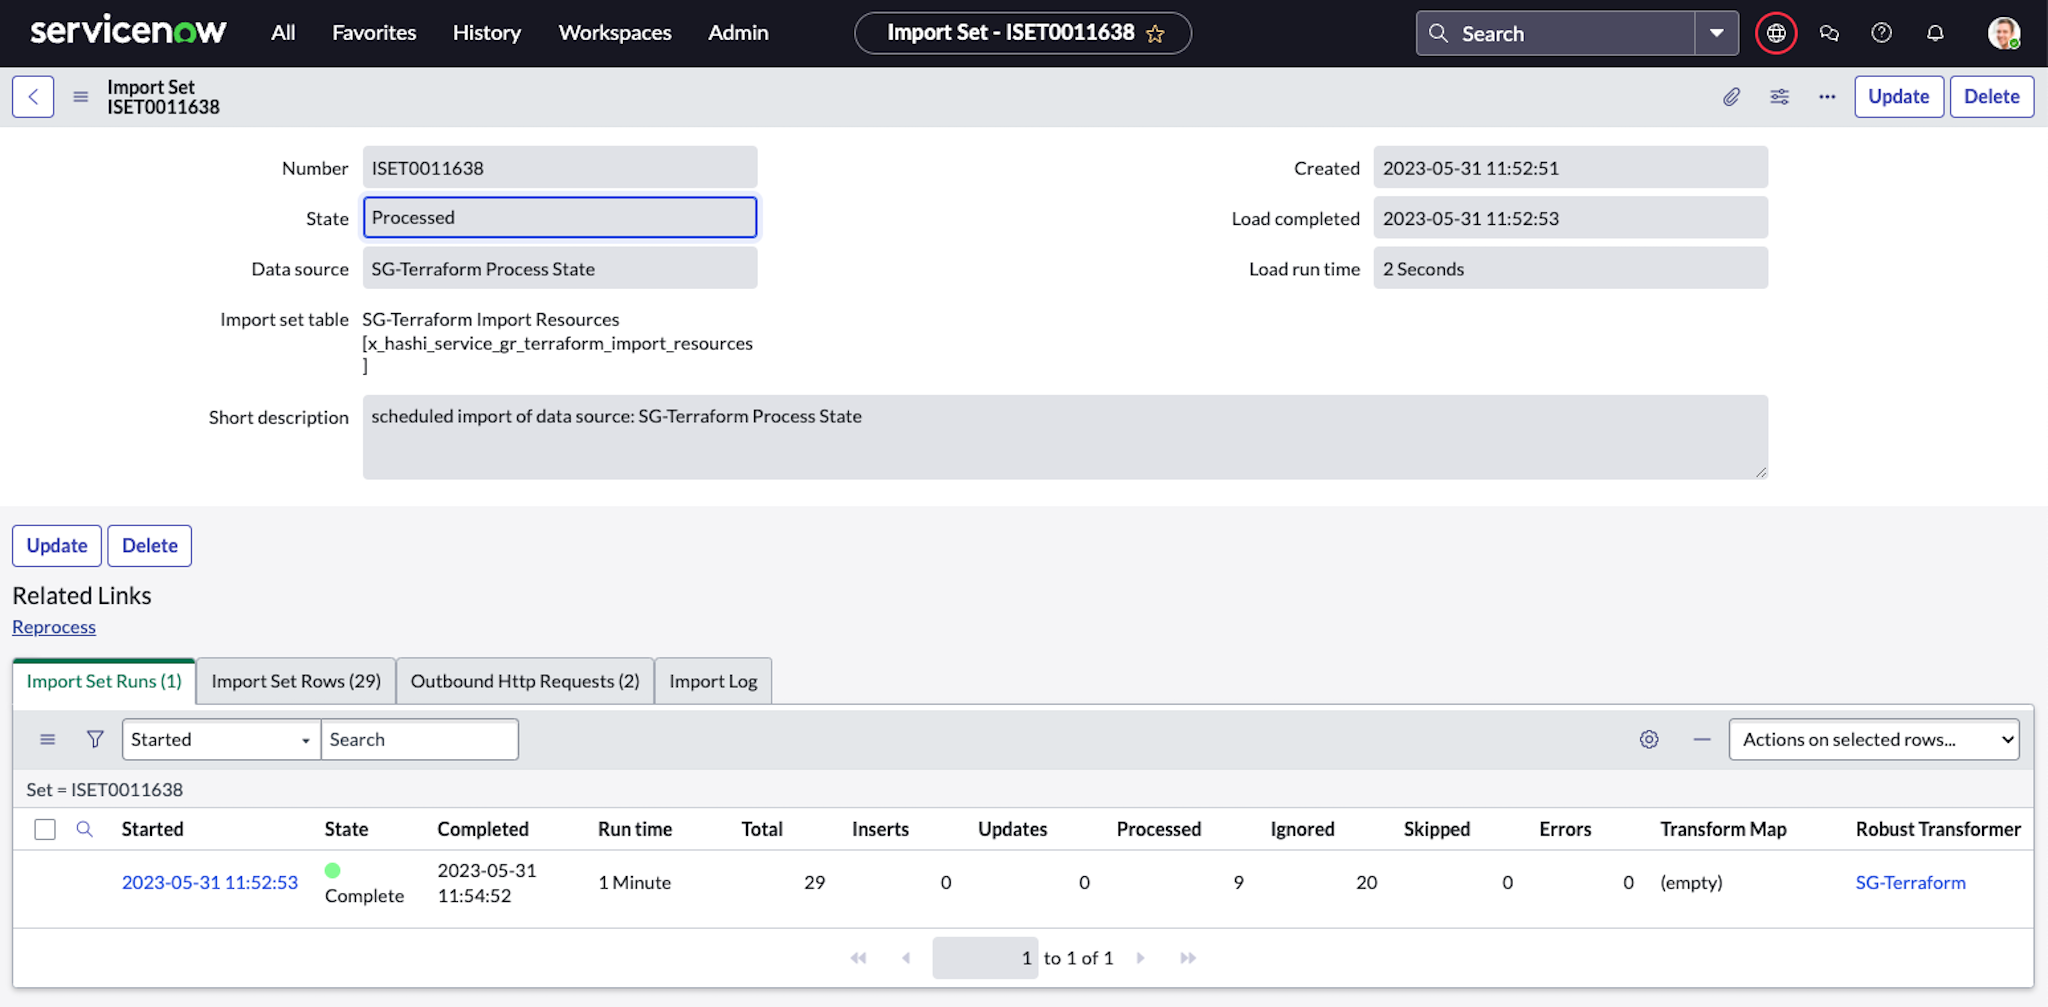 servicenow All Favorites History Workspaces Admin Import Set - ISET0011638 Search
Import Set
ISET0011638
Update Delete
Number ISET0011638 Created 2023-05-31 11:52:51
State Processed Load completed 2023-05-31 11:52:53
Data source SG-Terraform Process State Load run time 2 Seconds
Import set table SG-Terraform Import Resources
[x_hashi_service_gr_terraform_import_resources
]
Short description scheduled import of data source: SG-Terraform Process State
Update Delete
Related Links
Reprocess
Import Set Runs (1) Import Set Rows (29) Outbound Http Requests (2) Import Log
Started Search Actions on selected rows...
Set = ISET0011638
Started State Completed Run time Total Inserts Updates Processed Ignored Skipped Errors Transform Map Robust Transformer
2023-05-31 11:52:53 Complete 2023-05-31 11:54:52 1 Minute 29 0 0 9 20 0 0 (empty) SG-Terraform
1 to 1 of 1